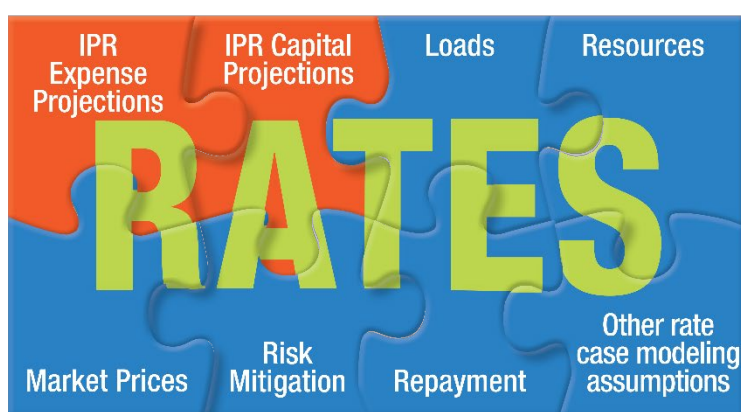 IPR
Expense
Projections
IPR Capital
Projections
Loads
Resources
RATES
Market Prices
Risk
Mitigation
Repayment
Other rate
case modeling
assumptions